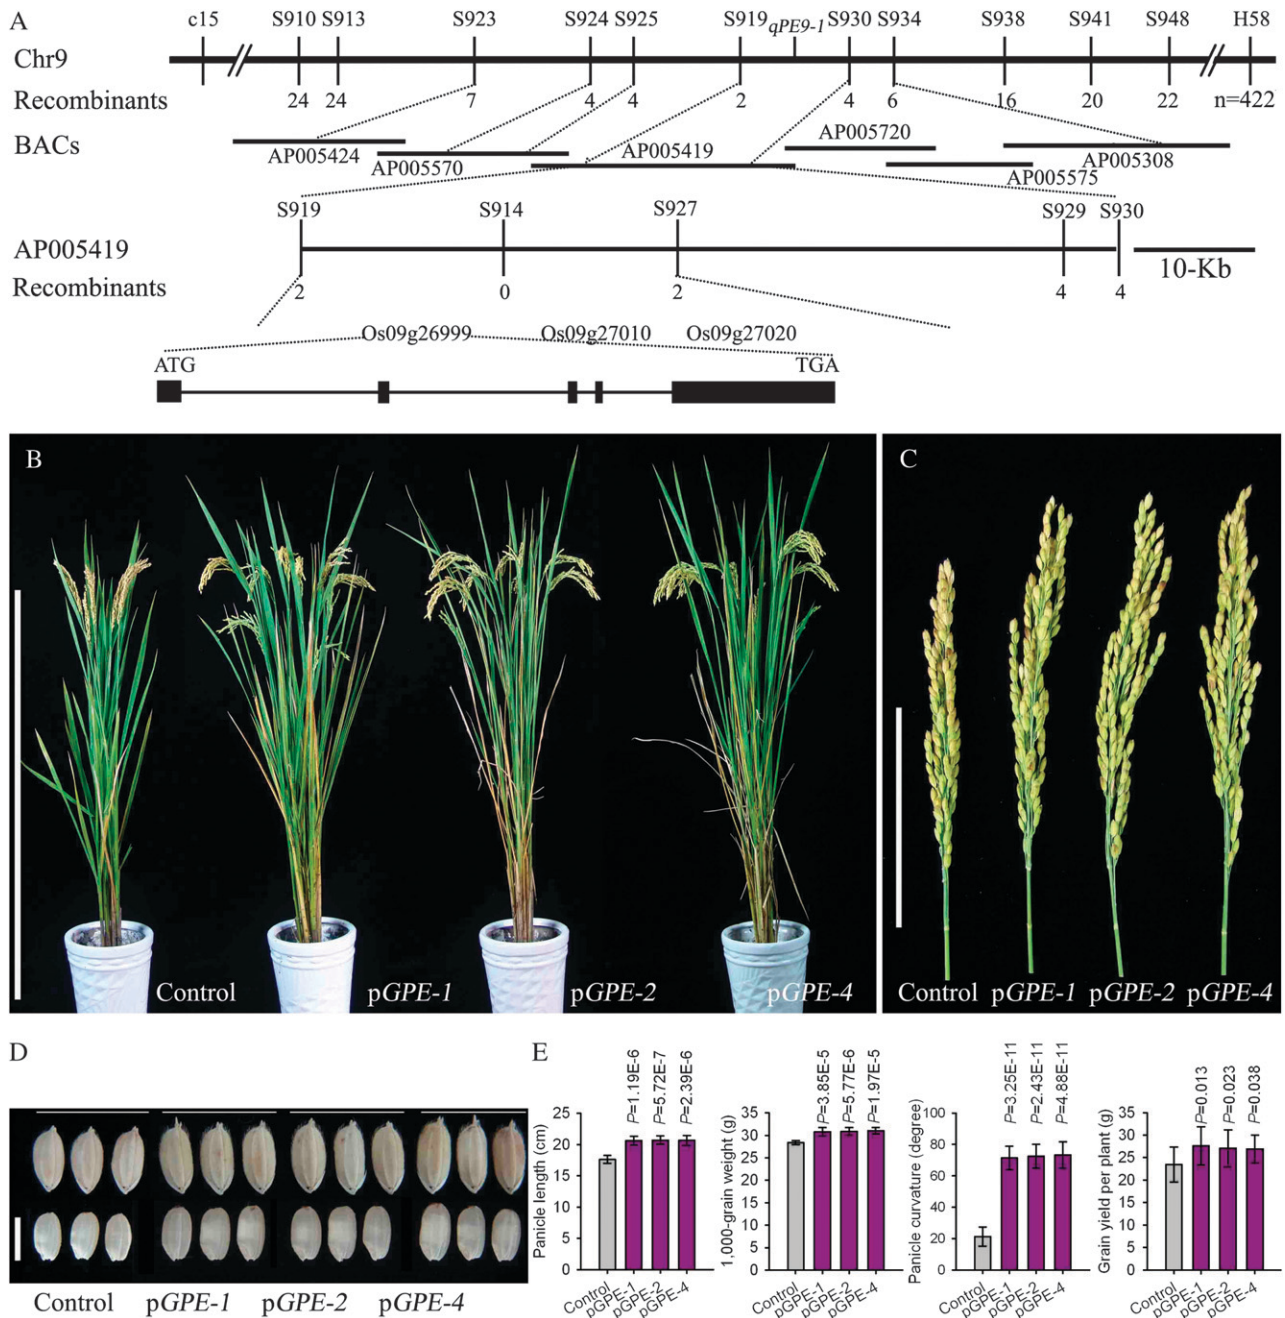 A
c15 S910 S913 S923 S924 S925 S919 qPE9-1 S930 S934 S938 S941 S948 H58
Chr9
Recombinants 24 24 7 4 4 2 4 6 16 20 22 n=422
BACs
AP005424 AP005570 AP005419 AP005720 AP005575 AP005308
S919 S914 S927 S929 S930
AP005419
10-Kb
Recombinants 2 0 2 4 4
Os09g26999 Os09g27010 Os09g27020
ATG TGA
B
Control pGPE-1 pGPE-2 pGPE-4
C
Control pGPE-1 pGPE-2 pGPE-4
D
Control pGPE-1 pGPE-2 pGPE-4
E
Panicle length (cm)
25
20
15
10
5
0
P=1.19E-6
P=5.72E-7
P=2.39E-6
Control
pGPE-1
pGPE-2
pGPE-4
1,000-grain weight (g)
35
30
25
20
15
10
5
0
P=3.85E-5
P=5.77E-6
P=1.97E-5
Control
pGPE-1
pGPE-2
pGPE-4
Panicle curvature (degree)
100
80
60
40
20
0
P=3.25E-11
P=2.43E-11
P=4.88E-11
Control
pGPE-1
pGPE-2
pGPE-4
Grain yield per plant (g)
35
30
25
20
15
10
5
0
P=0.013
P=0.023
P=0.038
Control
pGPE-1
pGPE-2
pGPE-4